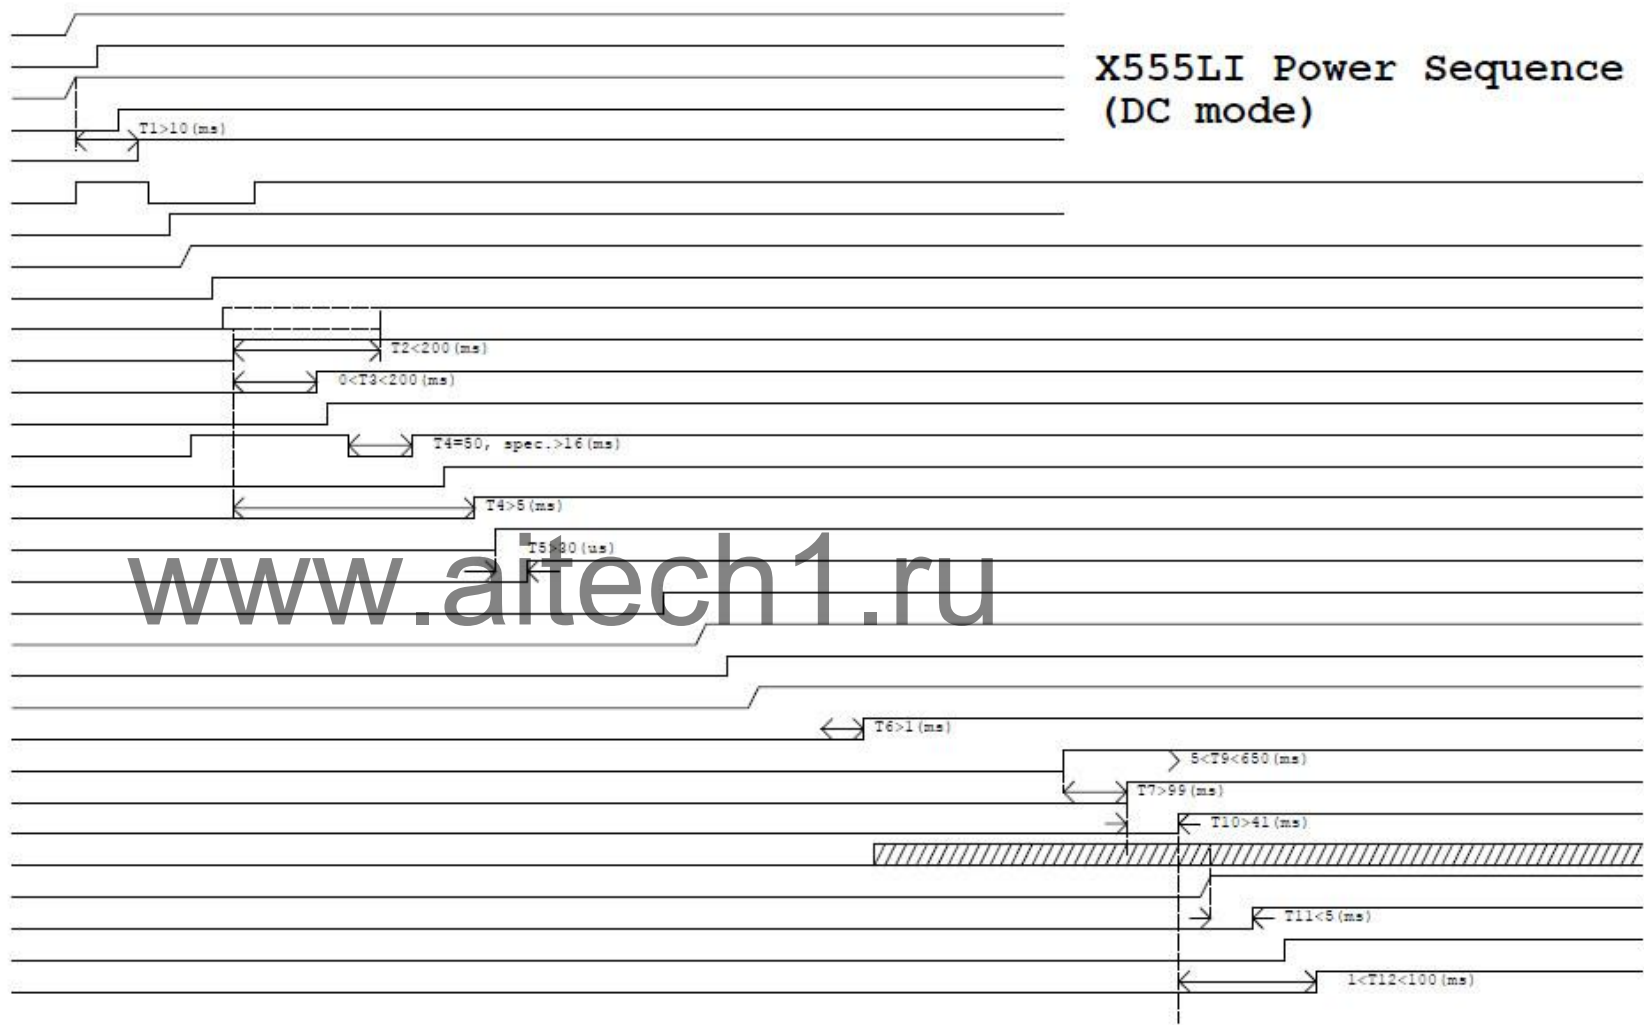 X555LI Power Sequence
(DC mode)
T1>10(ms)
T2<200(ms)
0<T3<200(ms)
T4=50, spec.>16(ms)
T4>5(ms)
T5>30(us)
www.aitech1.ru
T6>1(ms)
5<T9<650(ms)
T7>99(ms)
T10>41(ms)
T11<5(ms)
1<T12<100(ms)